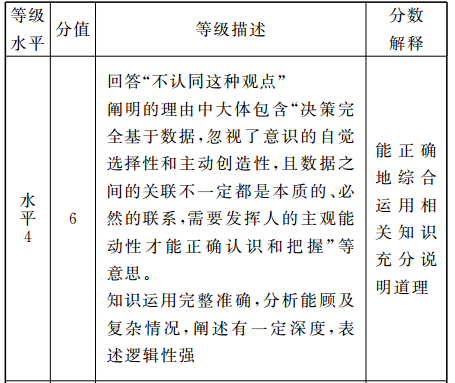 等级
水平
分值
等级描述
分数
解释
水
平
4
6
回答“不认同这种观点”
阐明的理由中大体包含“决策完
全基于数据,忽视了意识的自觉
选择性和主动创造性,且数据之
间的关联不一定都是本质的、必
然的联系,需要发挥人的主观能
动性才能正确认识和把握”等
意思。
知识运用完整准确,分析能顾及
复杂情况,阐述有一定深度,表
述逻辑性强
能正确
地综合
运用相
关知识
充分说
明道理